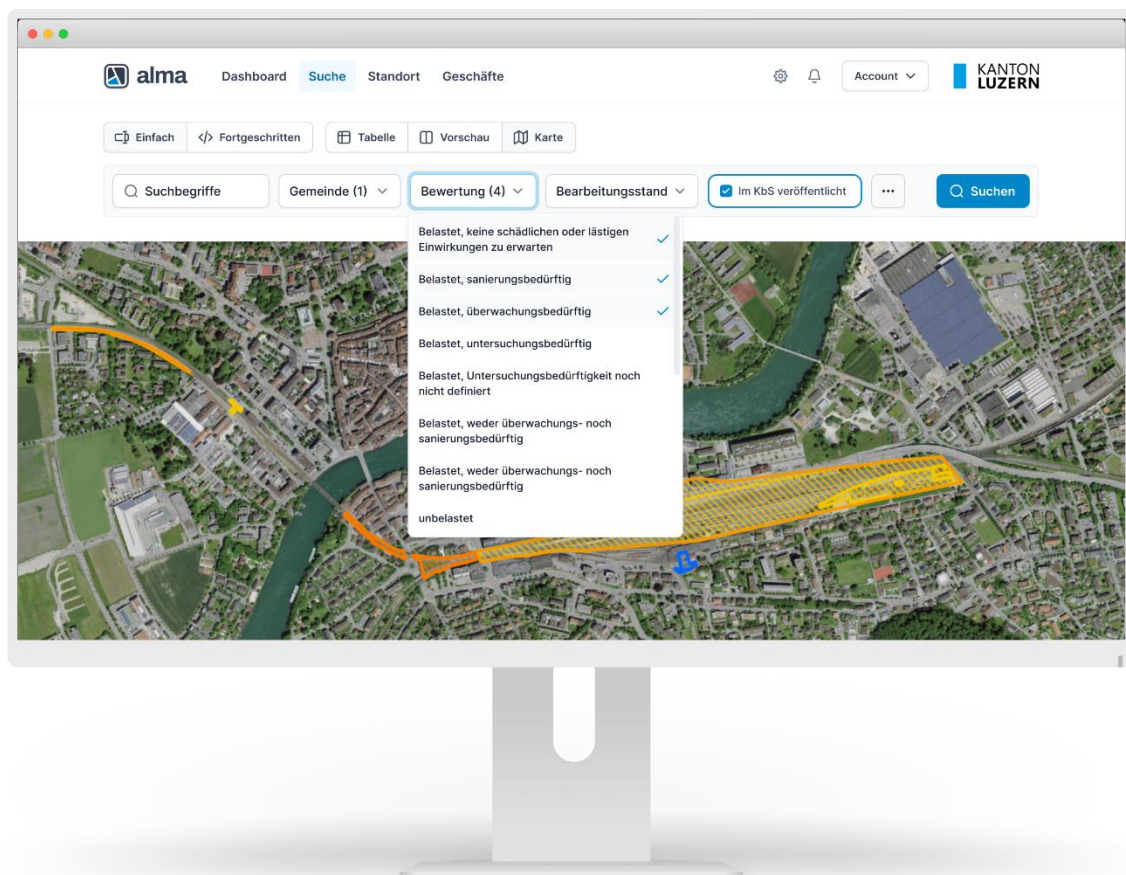 alma
Dashboard
Suche
Standort
Geschäfte
Account
KANTON
LUZERN
Einfach
Fortgeschritten
Tabelle
Vorschau
Karte
Suchbegriffe
Gemeinde (1)
Bewertung (4)
Bearbeitungsstand
Im KbS veröffentlicht
Suchen
Belastet, keine schädlichen oder lästigen
Einwirkungen zu erwarten
Belastet, sanierungsbedürftig
Belastet, überwachungsbedürftig
Belastet, untersuchungsbedürftig
Belastet, Untersuchungsbedürftigkeit noch
nicht definiert
Belastet, weder überwachungs- noch
sanierungsbedürftig
Belastet, weder überwachungs- noch
sanierungsbedürftig
unbelastet